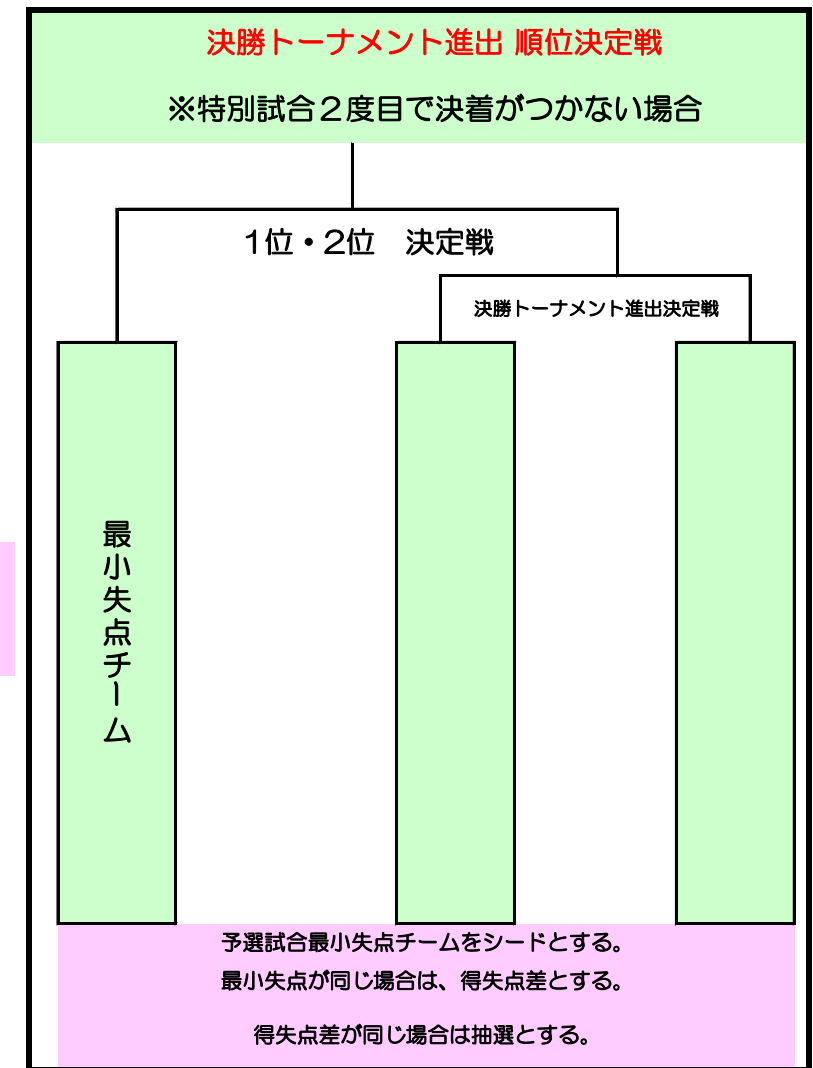 決勝トーナメント進出 順位決定戦
※特別試合２度目で決着がつかない場合
1位・2位　決定戦
決勝トーナメント進出決定戦
最小失点チーム
予選試合最小失点チームをシードとする。
最小失点が同じ場合は、得失点差とする。
得失点差が同じ場合は抽選とする。